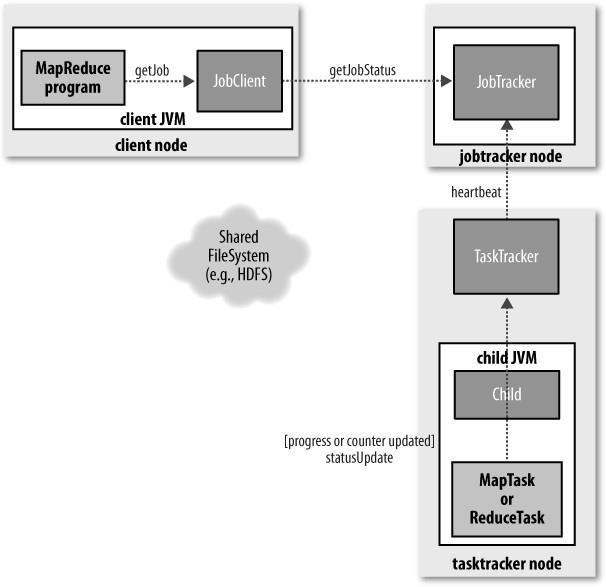 MapReduce
program
getJob
JobClient
client JVM
client node
getJobStatus
JobTracker
jobtracker node
heartbeat
Shared
FileSystem
(e.g., HDFS)
TaskTracker
child JVM
Child
[progress or counter updated]
statusUpdate
MapTask
or
ReduceTask
tasktracker node